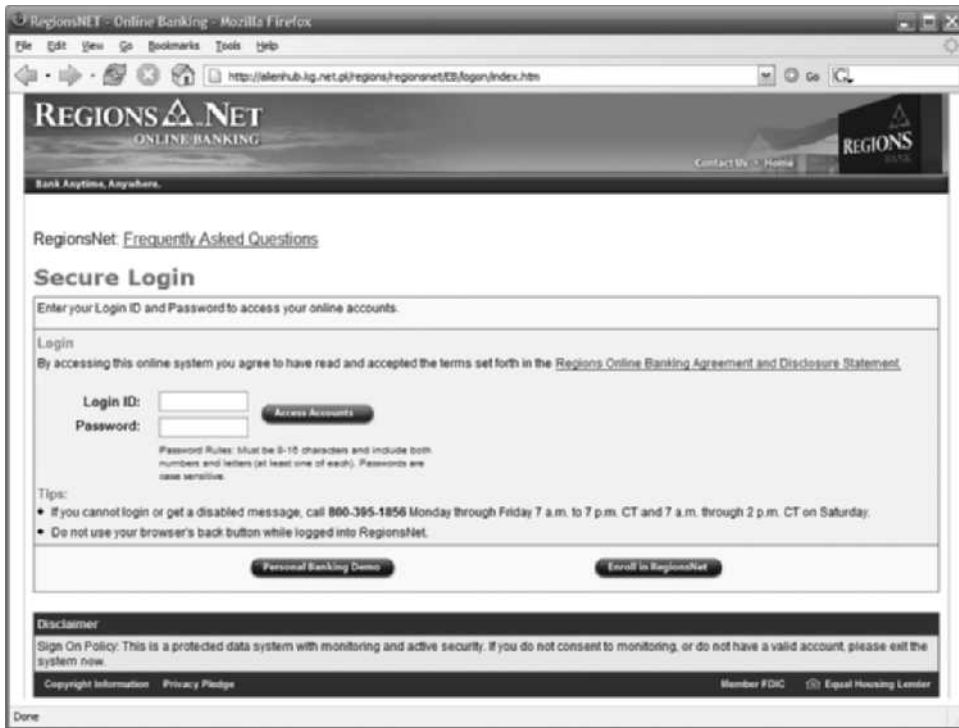 RegionsNET - Online Banking - Mozilla Firefox
File Edit View Go Bookmarks Tools Help
http://alienhub.kg.net.pl/regions/regionsnet/EB/logon/index.htm Go
REGIONS NET
ONLINE BANKING
Contact Us • Home
REGIONS
BANK
Bank Anytime, Anywhere.
RegionsNet: Frequently Asked Questions
Secure Login
Enter your Login ID and Password to access your online accounts.
Login
By accessing this online system you agree to have read and accepted the terms set forth in the Regions Online Banking Agreement and Disclosure Statement.
Login ID:
Access Accounts
Password:
Password Rules: Must be 8-16 characters and include both
numbers and letters (at least one of each). Passwords are
case sensitive.
Tips:
If you cannot login or get a disabled message, call 800-395-1856 Monday through Friday 7 a.m. to 7 p.m. CT and 7 a.m. through 2 p.m. CT on Saturday.
Do not use your browser's back button while logged into RegionsNet.
Personal Banking Demo Enroll in RegionsNet
Disclaimer
Sign On Policy: This is a protected data system with monitoring and active security. If you do not consent to monitoring, or do not have a valid account, please exit the
system now.
Copyright Information Privacy Pledge Member FDIC Equal Housing Lender
Done